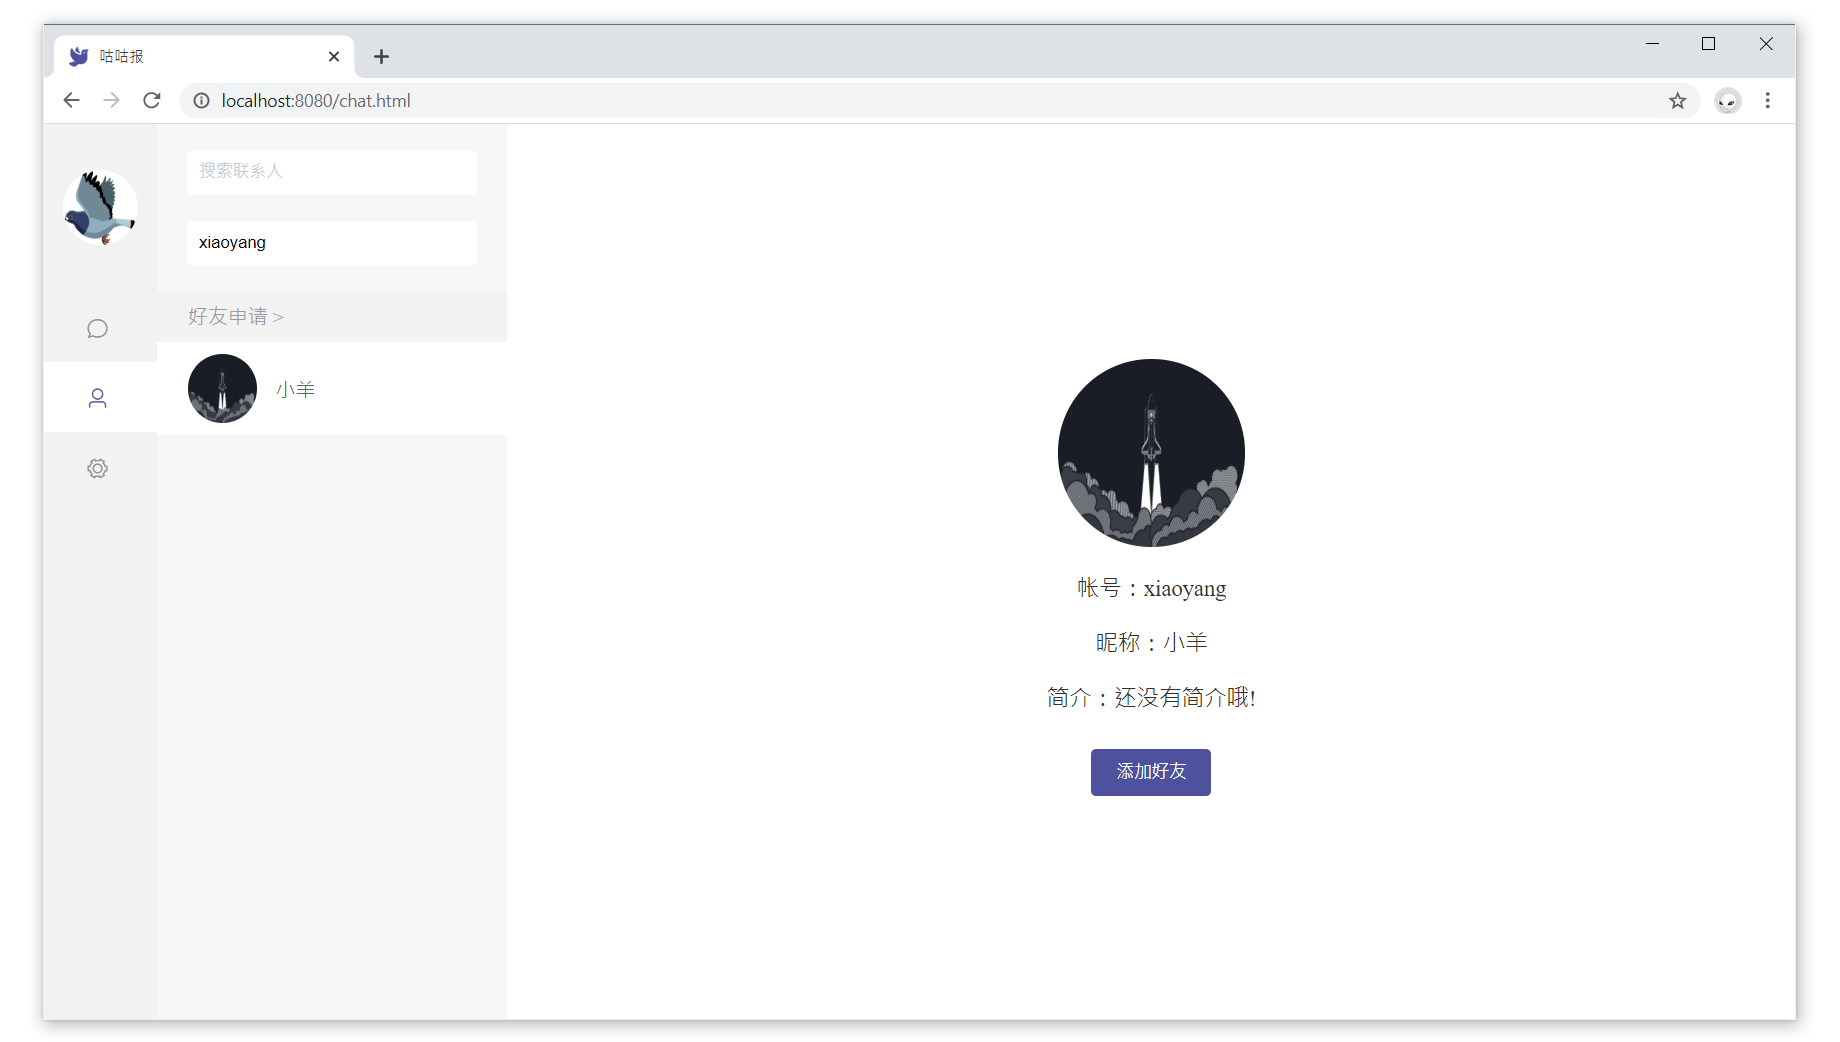 咕咕报
localhost:8080/chat.html
搜索联系人
xiaoyang
好友申请 >
小羊
帐号：xiaoyang
昵称：小羊
简介：还没有简介哦!
添加好友